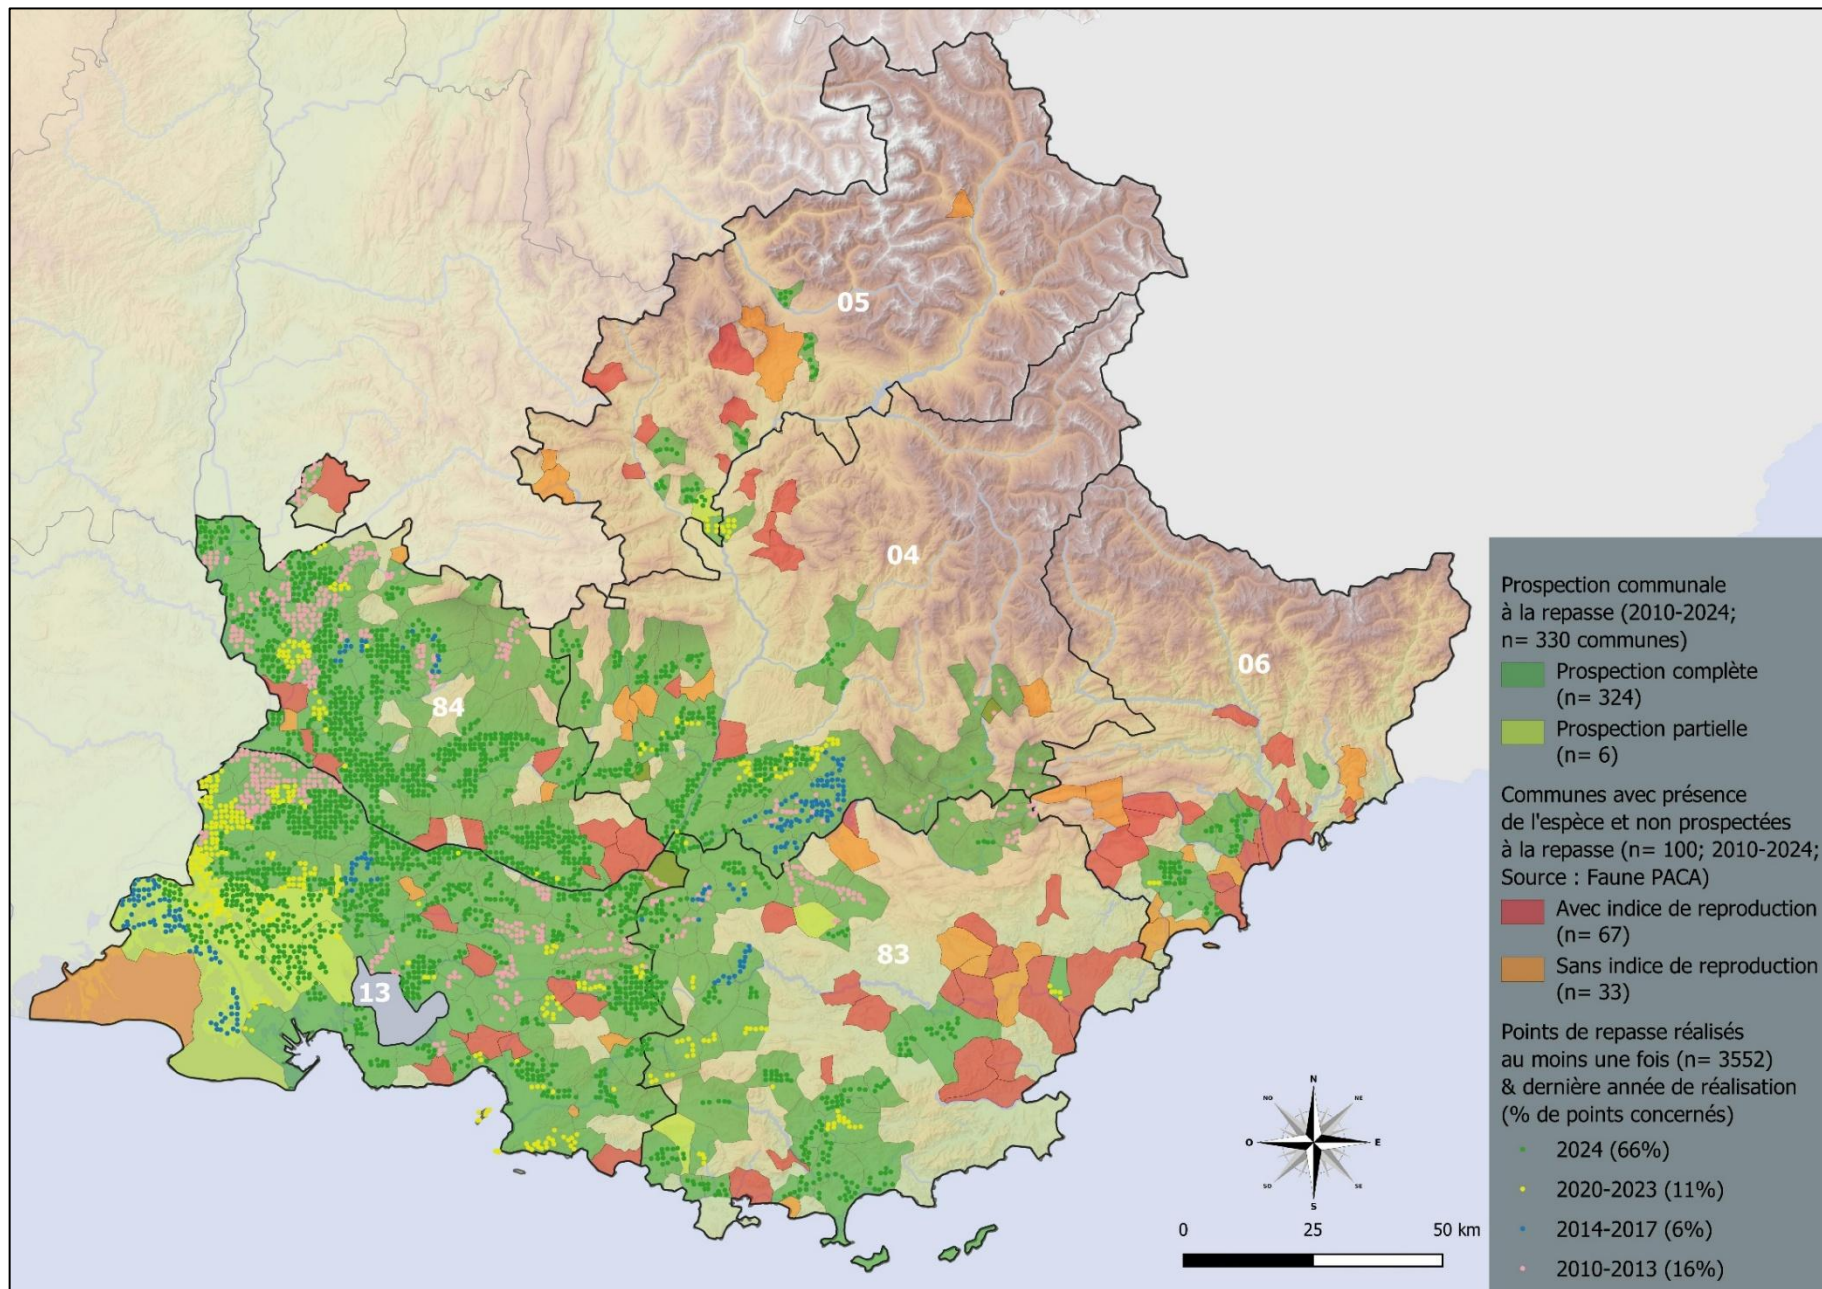 05
04
06
84
13
83
N
NO
NE
O
E
SO
SE
S
0
25
50 km
Prospection communale
à la repasse (2010-2024;
n= 330 communes)
Prospection complète
(n= 324)
Prospection partielle
(n= 6)
Communes avec présence
de l'espèce et non prospectées
à la repasse (n= 100; 2010-2024;
Source : Faune PACA)
Avec indice de reproduction
(n= 67)
Sans indice de reproduction
(n= 33)
Points de repasse réalisés
au moins une fois (n= 3552)
& dernière année de réalisation
(% de points concernés)
2024 (66%)
2020-2023 (11%)
2014-2017 (6%)
2010-2013 (16%)